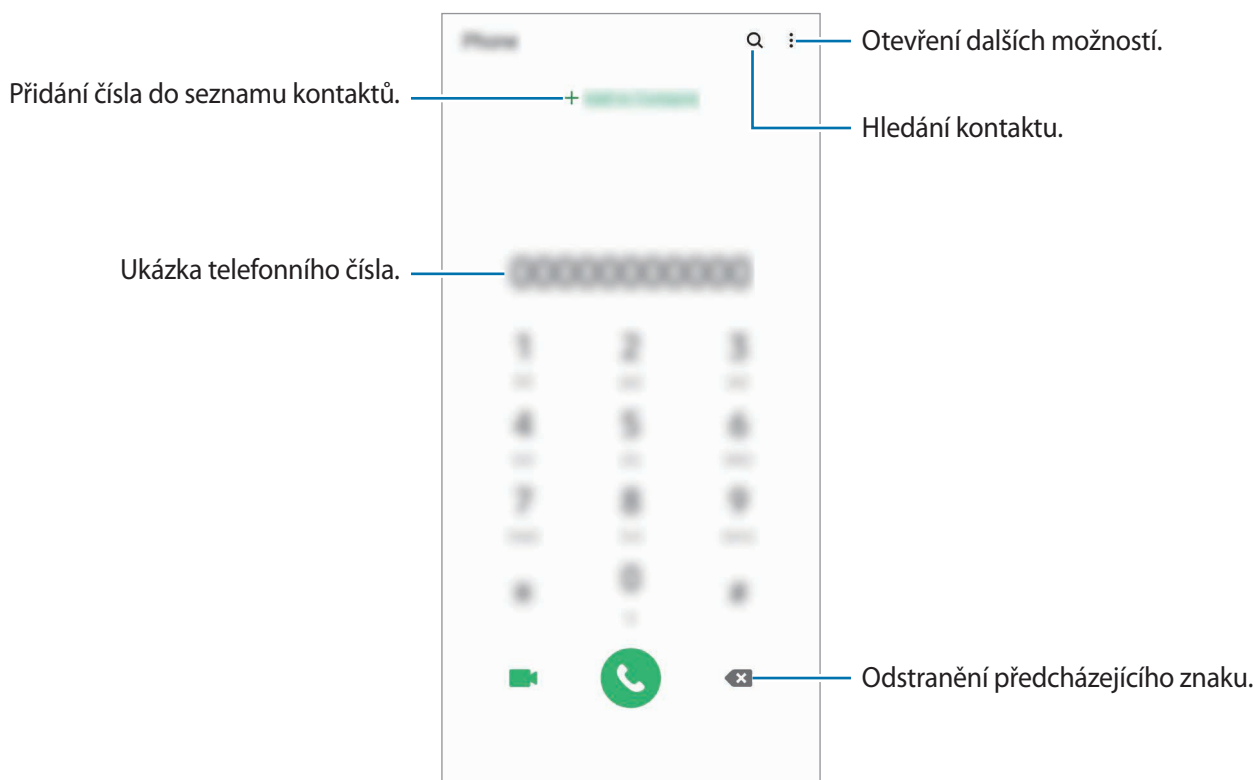 Phone
Otevření dalších možností.
Přidání čísla do seznamu kontaktů.
Hledání kontaktu.
Ukázka telefonního čísla.
1 2 3
4 5 6
7 8 9
0 #
Odstranění předcházejícího znaku.